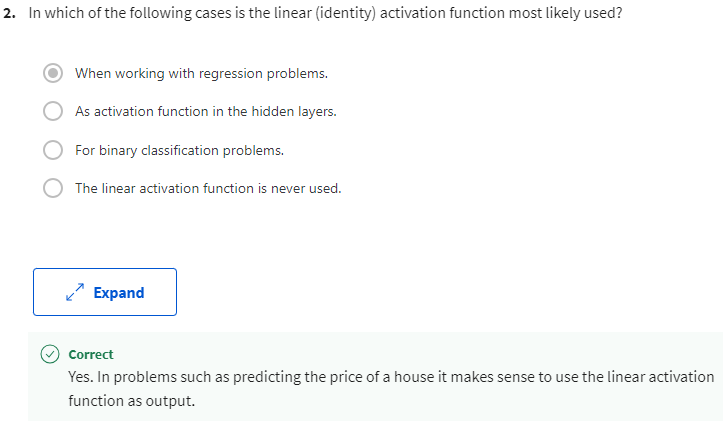 2. In which of the following cases is the linear (identity) activation function most likely used?
When working with regression problems.
As activation function in the hidden layers.
For binary classification problems.
The linear activation function is never used.
Expand
Correct
Yes. In problems such as predicting the price of a house it makes sense to use the linear activation
function as output.